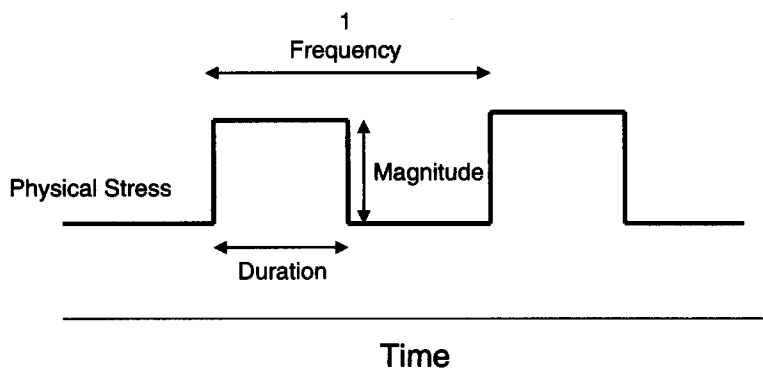 1
Frequency
Physical Stress
Magnitude
Duration
Time